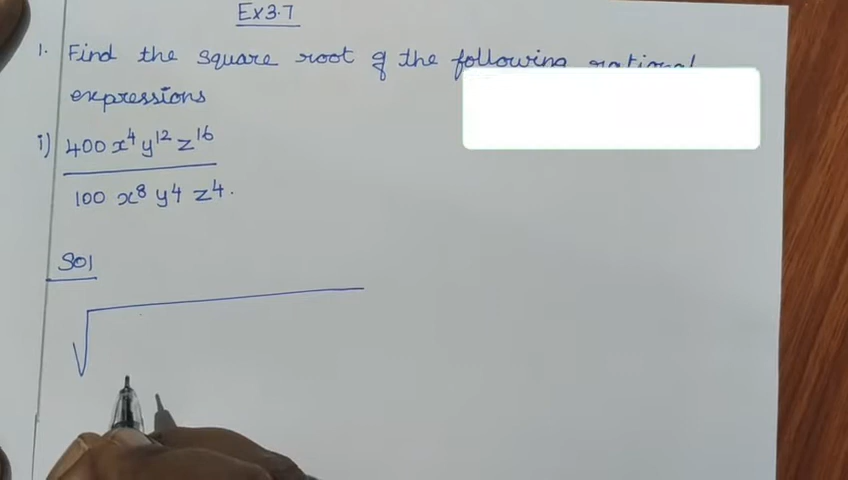 Ex 3.7
1. Find the square root of the following rational
expressions
i) 400 x⁴ y¹² z¹⁶
100 x⁸ y⁴ z⁴.
Sol
√